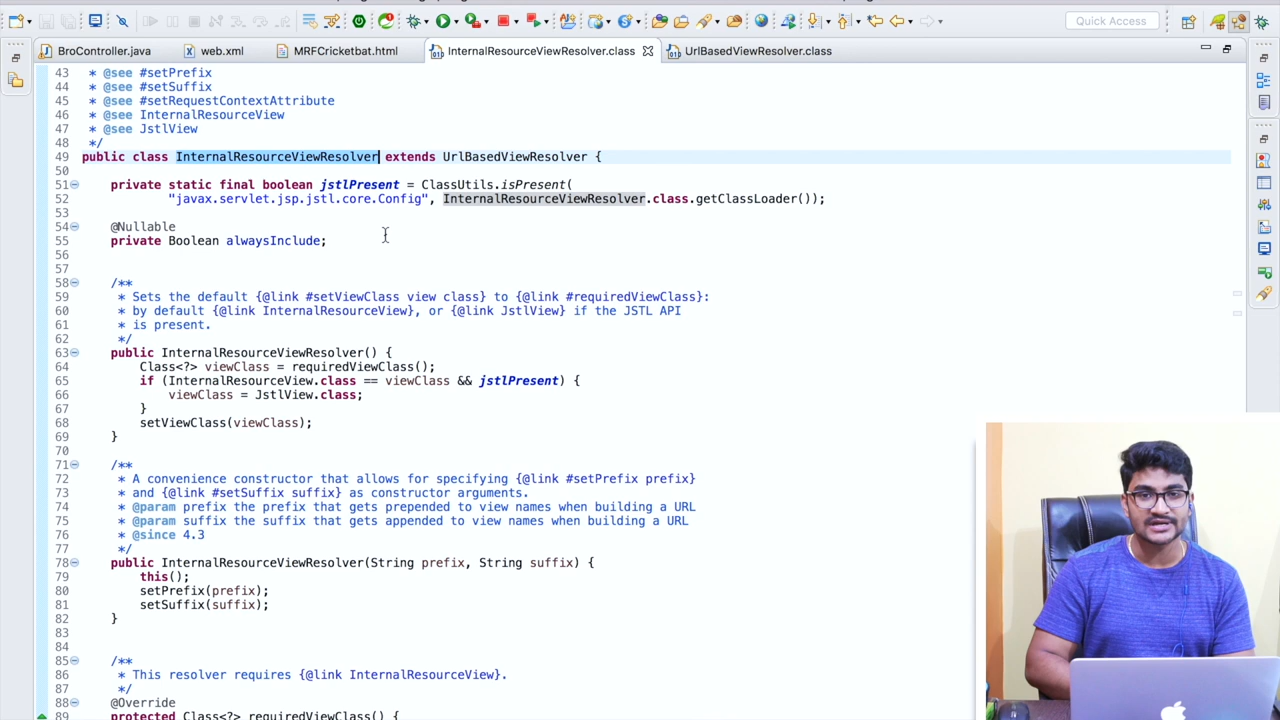 Quick Access
BroController.java
web.xml
MRFCricketbat.html
InternalResourceViewResolver.class
UrlBasedViewResolver.class
43 * @see #setPrefix
44 * @see #setSuffix
45 * @see #setRequestContextAttribute
46 * @see InternalResourceView
47 * @see JstlView
48 */
49 public class InternalResourceViewResolver extends UrlBasedViewResolver {
50
51 private static final boolean jstlPresent = ClassUtils.isPresent(
52 "javax.servlet.jsp.jstl.core.Config", InternalResourceViewResolver.class.getClassLoader());
53
54 @Nullable
55 private Boolean alwaysInclude;
56
57
58 /**
59 * Sets the default {@link #setViewClass view class} to {@link #requiredViewClass}:
60 * by default {@link InternalResourceView}, or {@link JstlView} if the JSTL API
61 * is present.
62 */
63 public InternalResourceViewResolver() {
64 Class<?> viewClass = requiredViewClass();
65 if (InternalResourceView.class == viewClass && jstlPresent) {
66 viewClass = JstlView.class;
67 }
68 setViewClass(viewClass);
69 }
70
71 /**
72 * A convenience constructor that allows for specifying {@link #setPrefix prefix}
73 * and {@link #setSuffix suffix} as constructor arguments.
74 * @param prefix the prefix that gets prepended to view names when building a URL
75 * @param suffix the suffix that gets appended to view names when building a URL
76 * @since 4.3
77 */
78 public InternalResourceViewResolver(String prefix, String suffix) {
79 this();
80 setPrefix(prefix);
81 setSuffix(suffix);
82 }
83
84
85 /**
86 * This resolver requires {@link InternalResourceView}.
87 */
88 @Override
89 protected Class<?> requiredViewClass() {